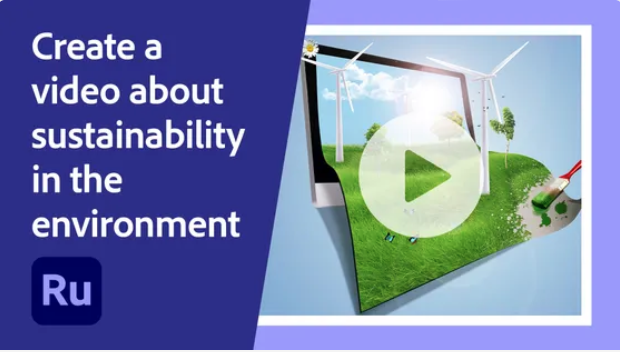 Create a
video about
sustainability
in the
environment
Ru